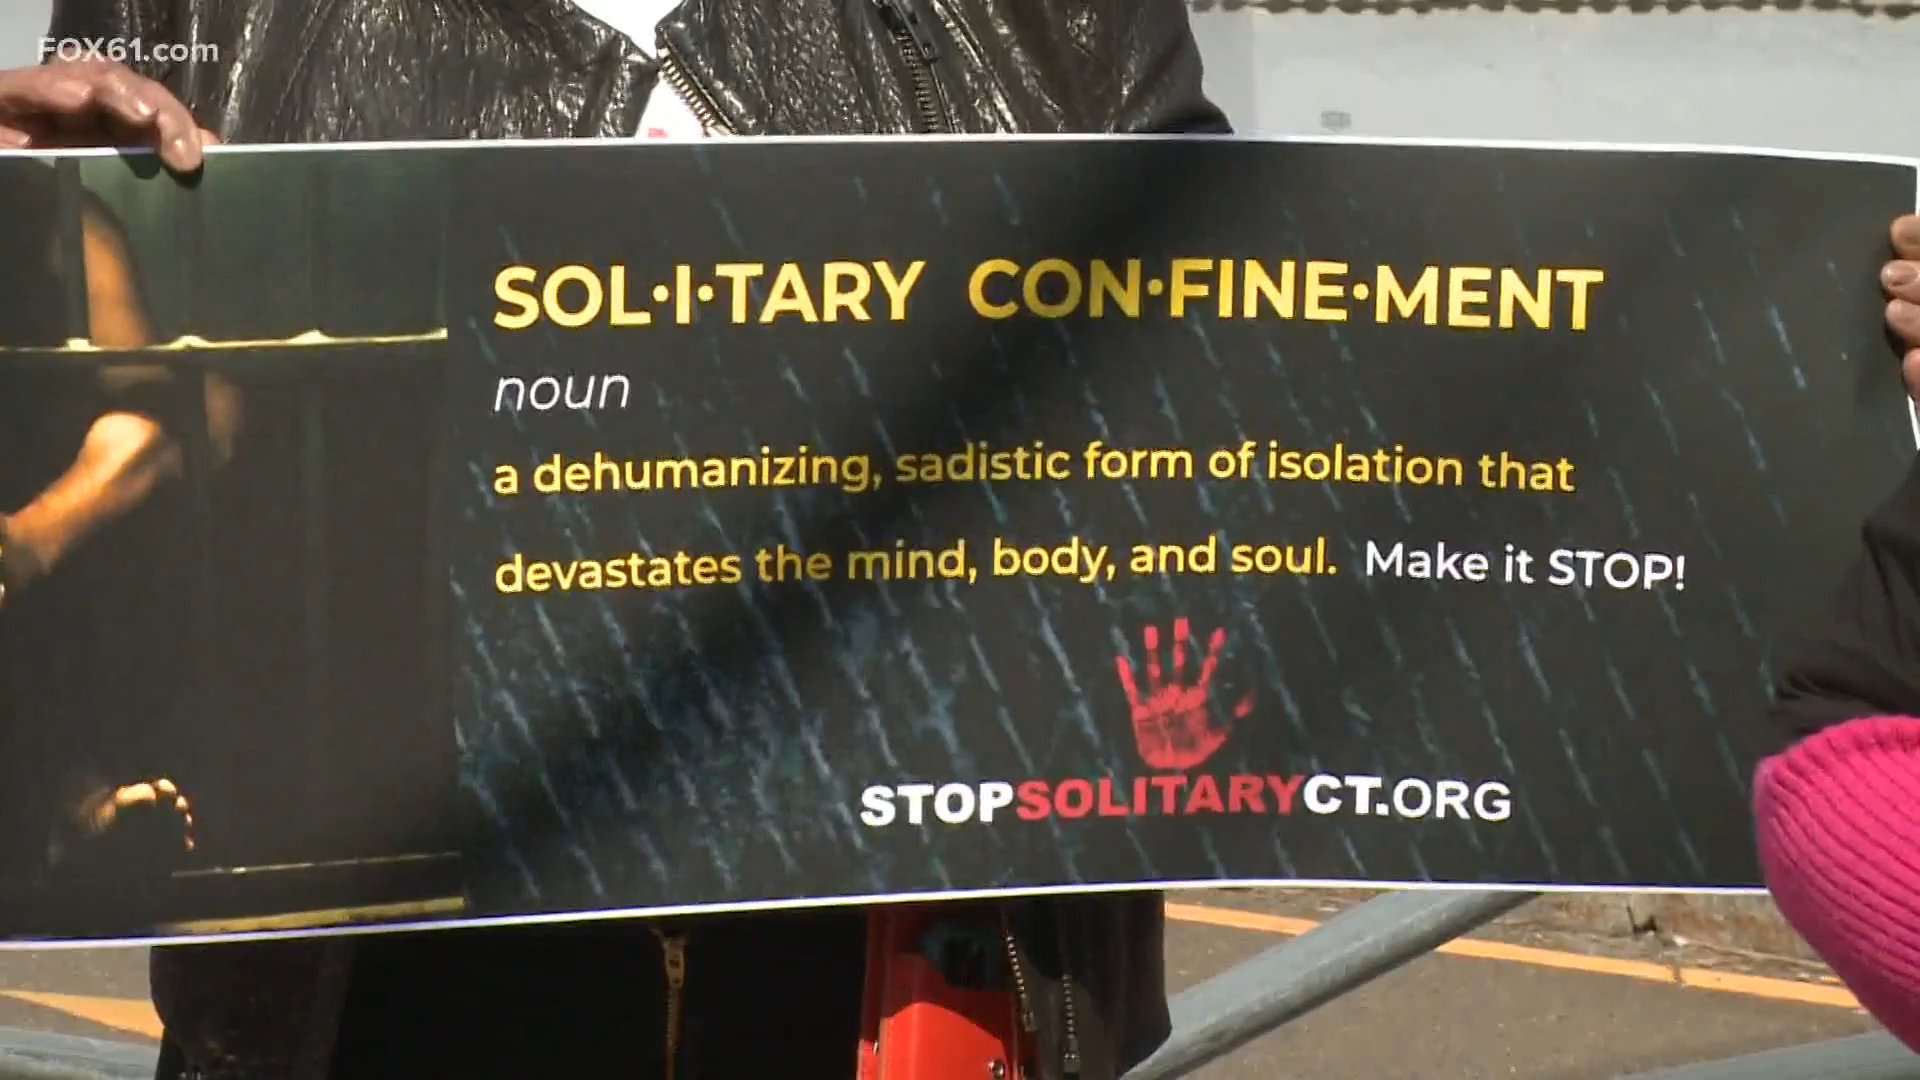 FOX61.com
SOL·I·TARY CON·FINE·MENT
noun
a dehumanizing, sadistic form of isolation that
devastates the mind, body, and soul. Make it STOP!
STOPSOLITARYCT.ORG